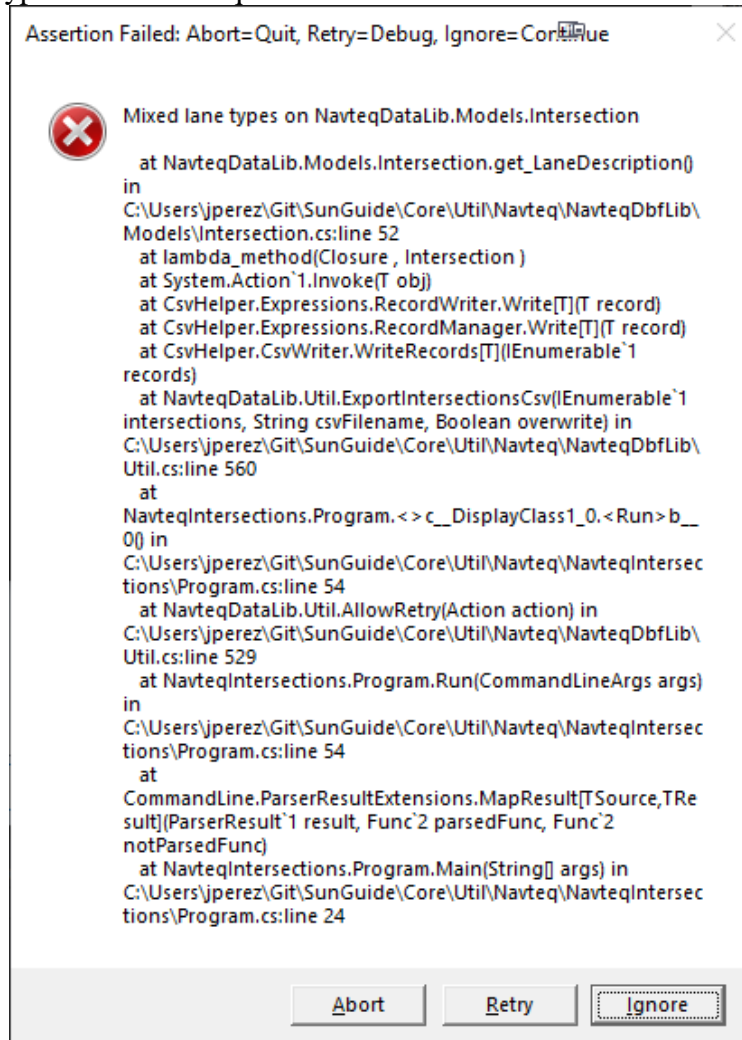 Assertion Failed: Abort=Quit, Retry=Debug, Ignore=Continue
Mixed lane types on NavteqDataLib.Models.Intersection
at NavteqDataLib.Models.Intersection.get_LaneDescription()
in
C:\Users\jperez\Git\SunGuide\Core\Util\Navteq\NavteqDbfLib\
Models\Intersection.cs:line 52
at lambda_method(Closure , Intersection )
at System.Action`1.Invoke(T obj)
at CsvHelper.Expressions.RecordWriter.Write[T](T record)
at CsvHelper.Expressions.RecordManager.Write[T](T record)
at CsvHelper.CsvWriter.WriteRecords[T](IEnumerable`1
records)
at NavteqDataLib.Util.ExportIntersectionsCsv(IEnumerable`1
intersections, String csvFilename, Boolean overwrite) in
C:\Users\jperez\Git\SunGuide\Core\Util\Navteq\NavteqDbfLib\
Util.cs:line 560
at
NavteqIntersections.Program.<>c__DisplayClass1_0.<Run>b__
0() in
C:\Users\jperez\Git\SunGuide\Core\Util\Navteq\NavteqIntersec
tions\Program.cs:line 54
at NavteqDataLib.Util.AllowRetry(Action action) in
C:\Users\jperez\Git\SunGuide\Core\Util\Navteq\NavteqDbfLib\
Util.cs:line 529
at NavteqIntersections.Program.Run(CommandLineArgs args)
in
C:\Users\jperez\Git\SunGuide\Core\Util\Navteq\NavteqIntersec
tions\Program.cs:line 54
at
CommandLine.ParserResultExtensions.MapResult[TSource,TRe
sult](ParserResult`1 result, Func`2 parsedFunc, Func`2
notParsedFunc)
at NavteqIntersections.Program.Main(String[] args) in
C:\Users\jperez\Git\SunGuide\Core\Util\Navteq\NavteqIntersec
tions\Program.cs:line 24
Abort Retry Ignore